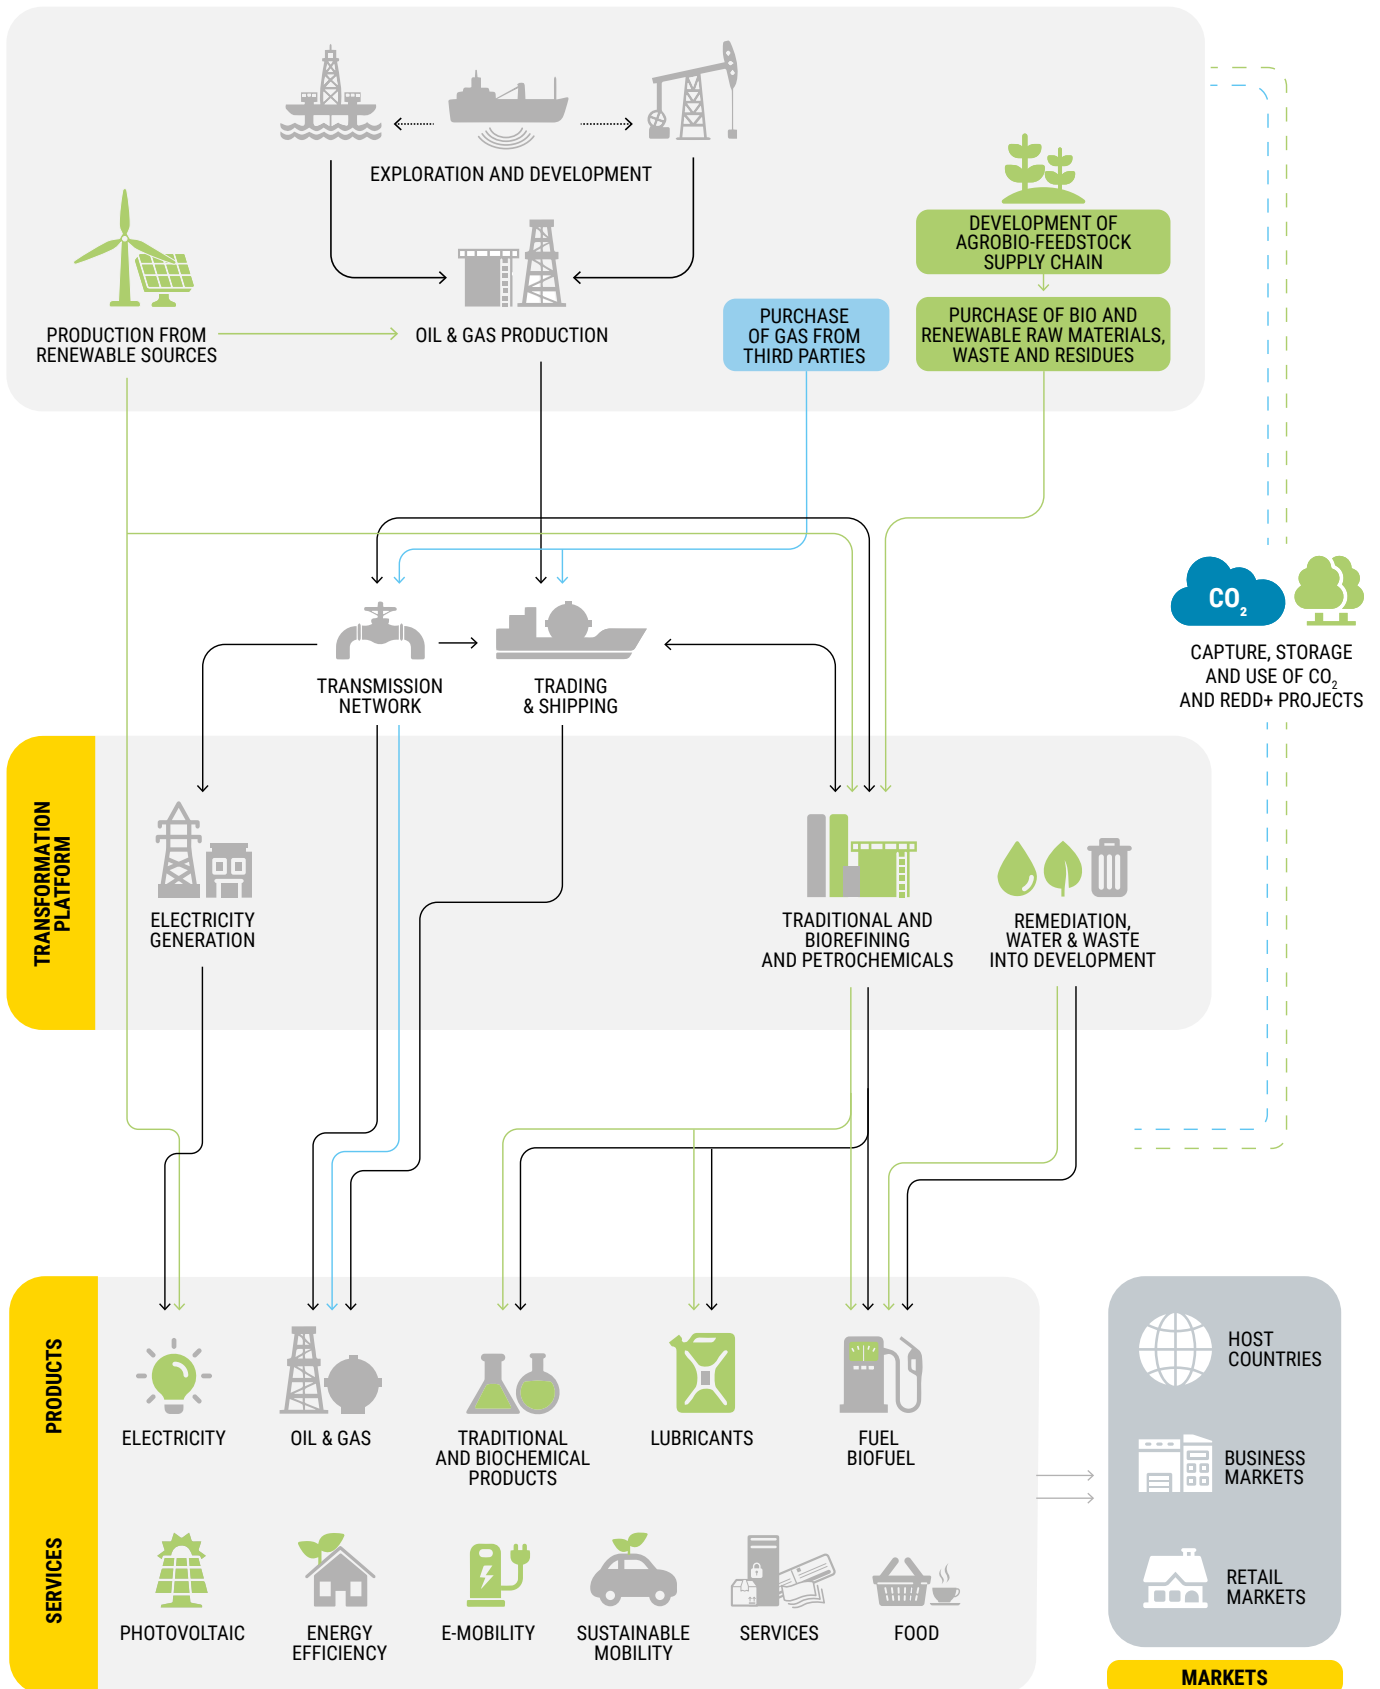 EXPLORATION AND DEVELOPMENT
DEVELOPMENT OF
AGROBIO-FEEDSTOCK
SUPPLY CHAIN
PRODUCTION FROM
RENEWABLE SOURCES
OIL & GAS PRODUCTION
PURCHASE
OF GAS FROM
THIRD PARTIES
PURCHASE OF BIO AND
RENEWABLE RAW MATERIALS,
WASTE AND RESIDUES
CO2
CAPTURE, STORAGE
AND USE OF CO2
AND REDD+ PROJECTS
TRANSMISSION
NETWORK
TRADING
& SHIPPING
TRANSFORMATION
PLATFORM
ELECTRICITY
GENERATION
TRADITIONAL AND
BIOREFINING
AND PETROCHEMICALS
REMEDIATION,
WATER & WASTE
INTO DEVELOPMENT
PRODUCTS
ELECTRICITY
OIL & GAS
TRADITIONAL
AND BIOCHEMICAL
PRODUCTS
LUBRICANTS
FUEL
BIOFUEL
SERVICES
PHOTOVOLTAIC
ENERGY
EFFICIENCY
E-MOBILITY
SUSTAINABLE
MOBILITY
SERVICES
FOOD
HOST
COUNTRIES
BUSINESS
MARKETS
RETAIL
MARKETS
MARKETS